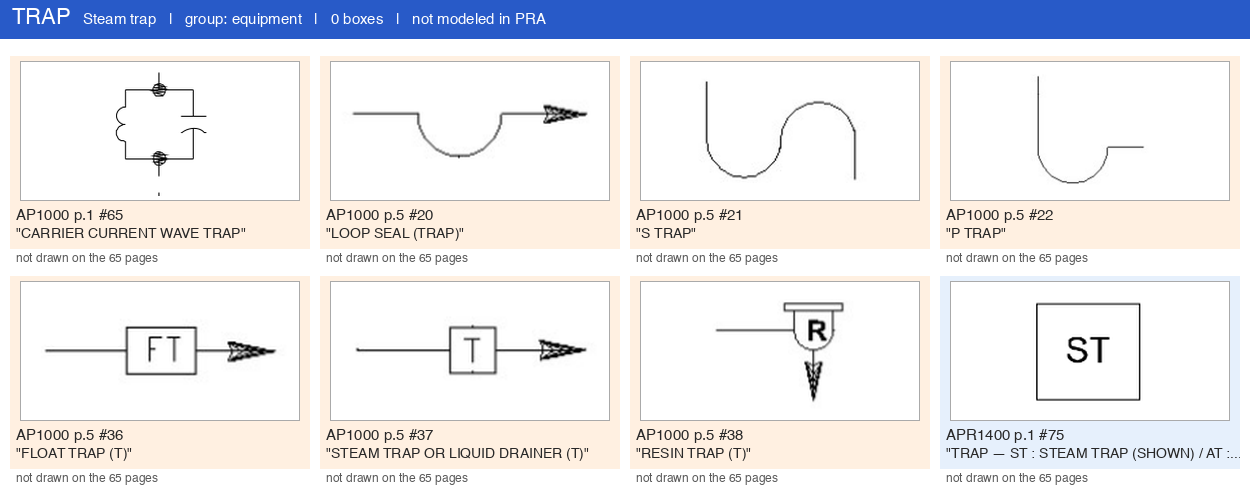 TRAP Steam trap | group: equipment | 0 boxes | not modeled in PRA
AP1000 p.1 #65
"CARRIER CURRENT WAVE TRAP"
not drawn on the 65 pages
AP1000 p.5 #20
"LOOP SEAL (TRAP)"
not drawn on the 65 pages
AP1000 p.5 #21
"S TRAP"
not drawn on the 65 pages
AP1000 p.5 #22
"P TRAP"
not drawn on the 65 pages
FT
AP1000 p.5 #36
"FLOAT TRAP (T)"
not drawn on the 65 pages
T
AP1000 p.5 #37
"STEAM TRAP OR LIQUID DRAINER (T)"
not drawn on the 65 pages
R
AP1000 p.5 #38
"RESIN TRAP (T)"
not drawn on the 65 pages
ST
APR1400 p.1 #75
"TRAP — ST : STEAM TRAP (SHOWN) / AT :...
not drawn on the 65 pages